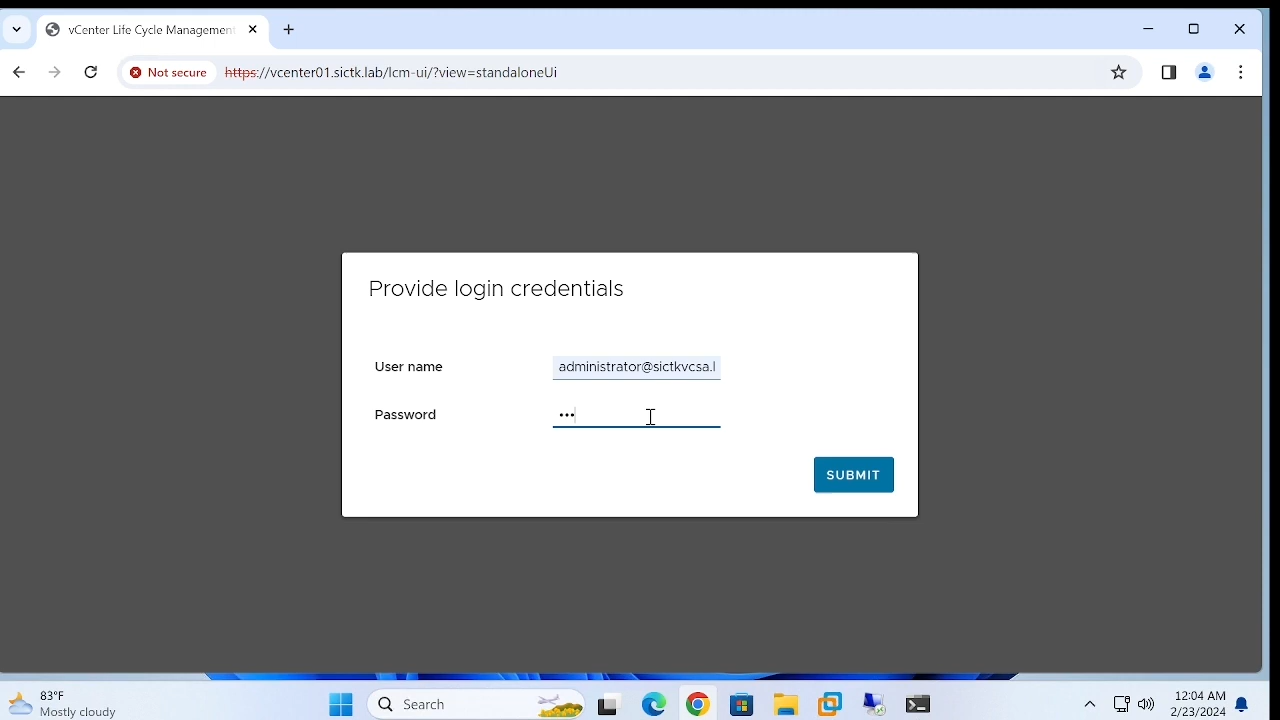 vCenter Life Cycle Management
Not secure
https://vcenter01.sictk.lab/lcm-ui/?view=standaloneUi
Provide login credentials
User name
administrator@sictkvcsa.l
Password
•••
SUBMIT
83°F
Mostly cloudy
Search
12:04 AM
2/23/2024